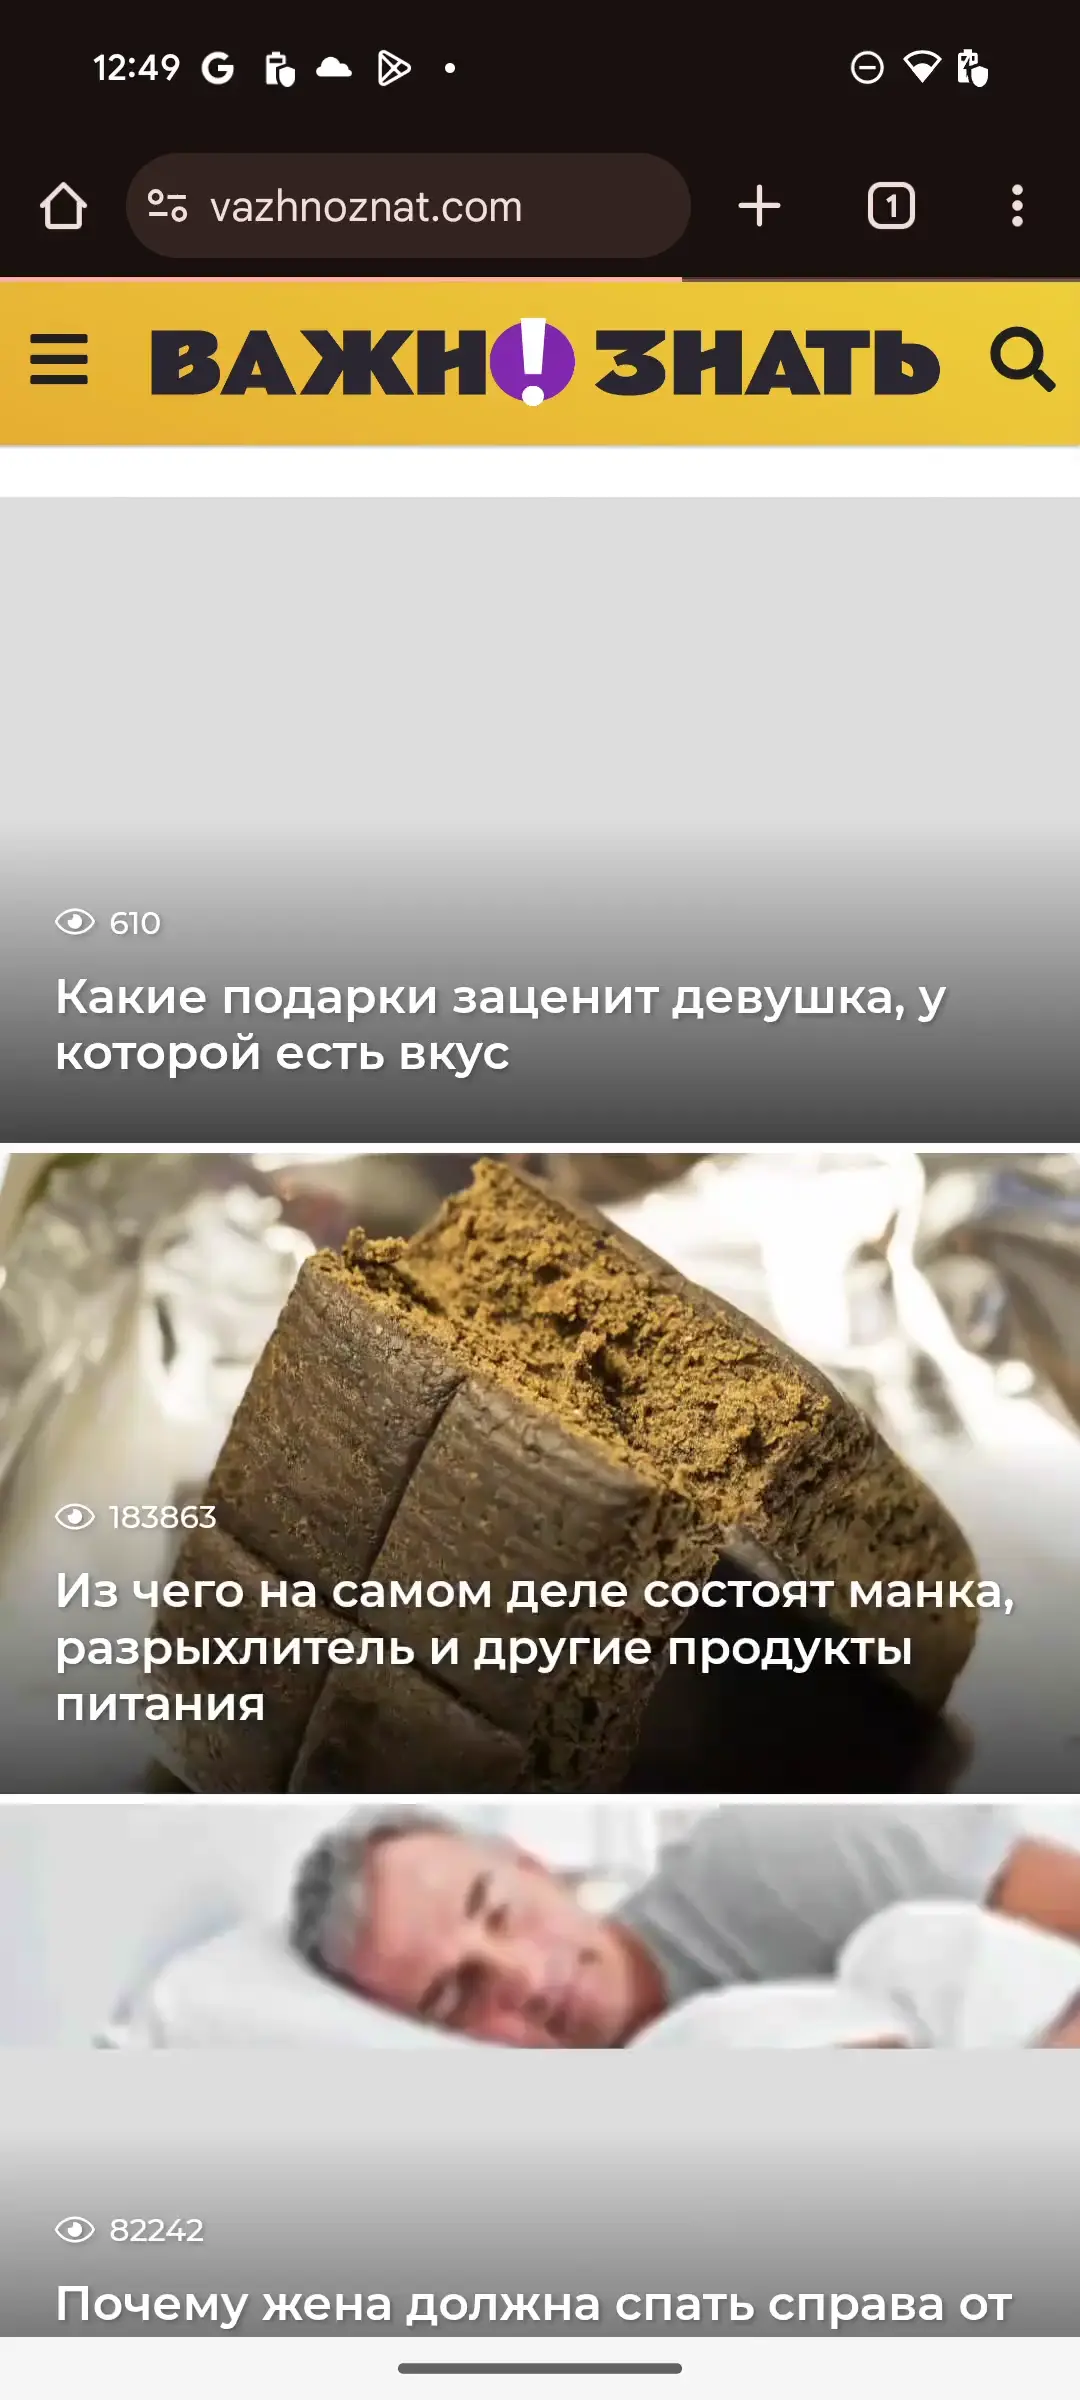 12:49
vazhnoznat.com
1
ВАЖН! ЗНАТЬ
610
Какие подарки заценит девушка, у
которой есть вкус
183863
Из чего на самом деле состоят манка,
разрыхлитель и другие продукты
питания
82242
Почему жена должна спать справа от